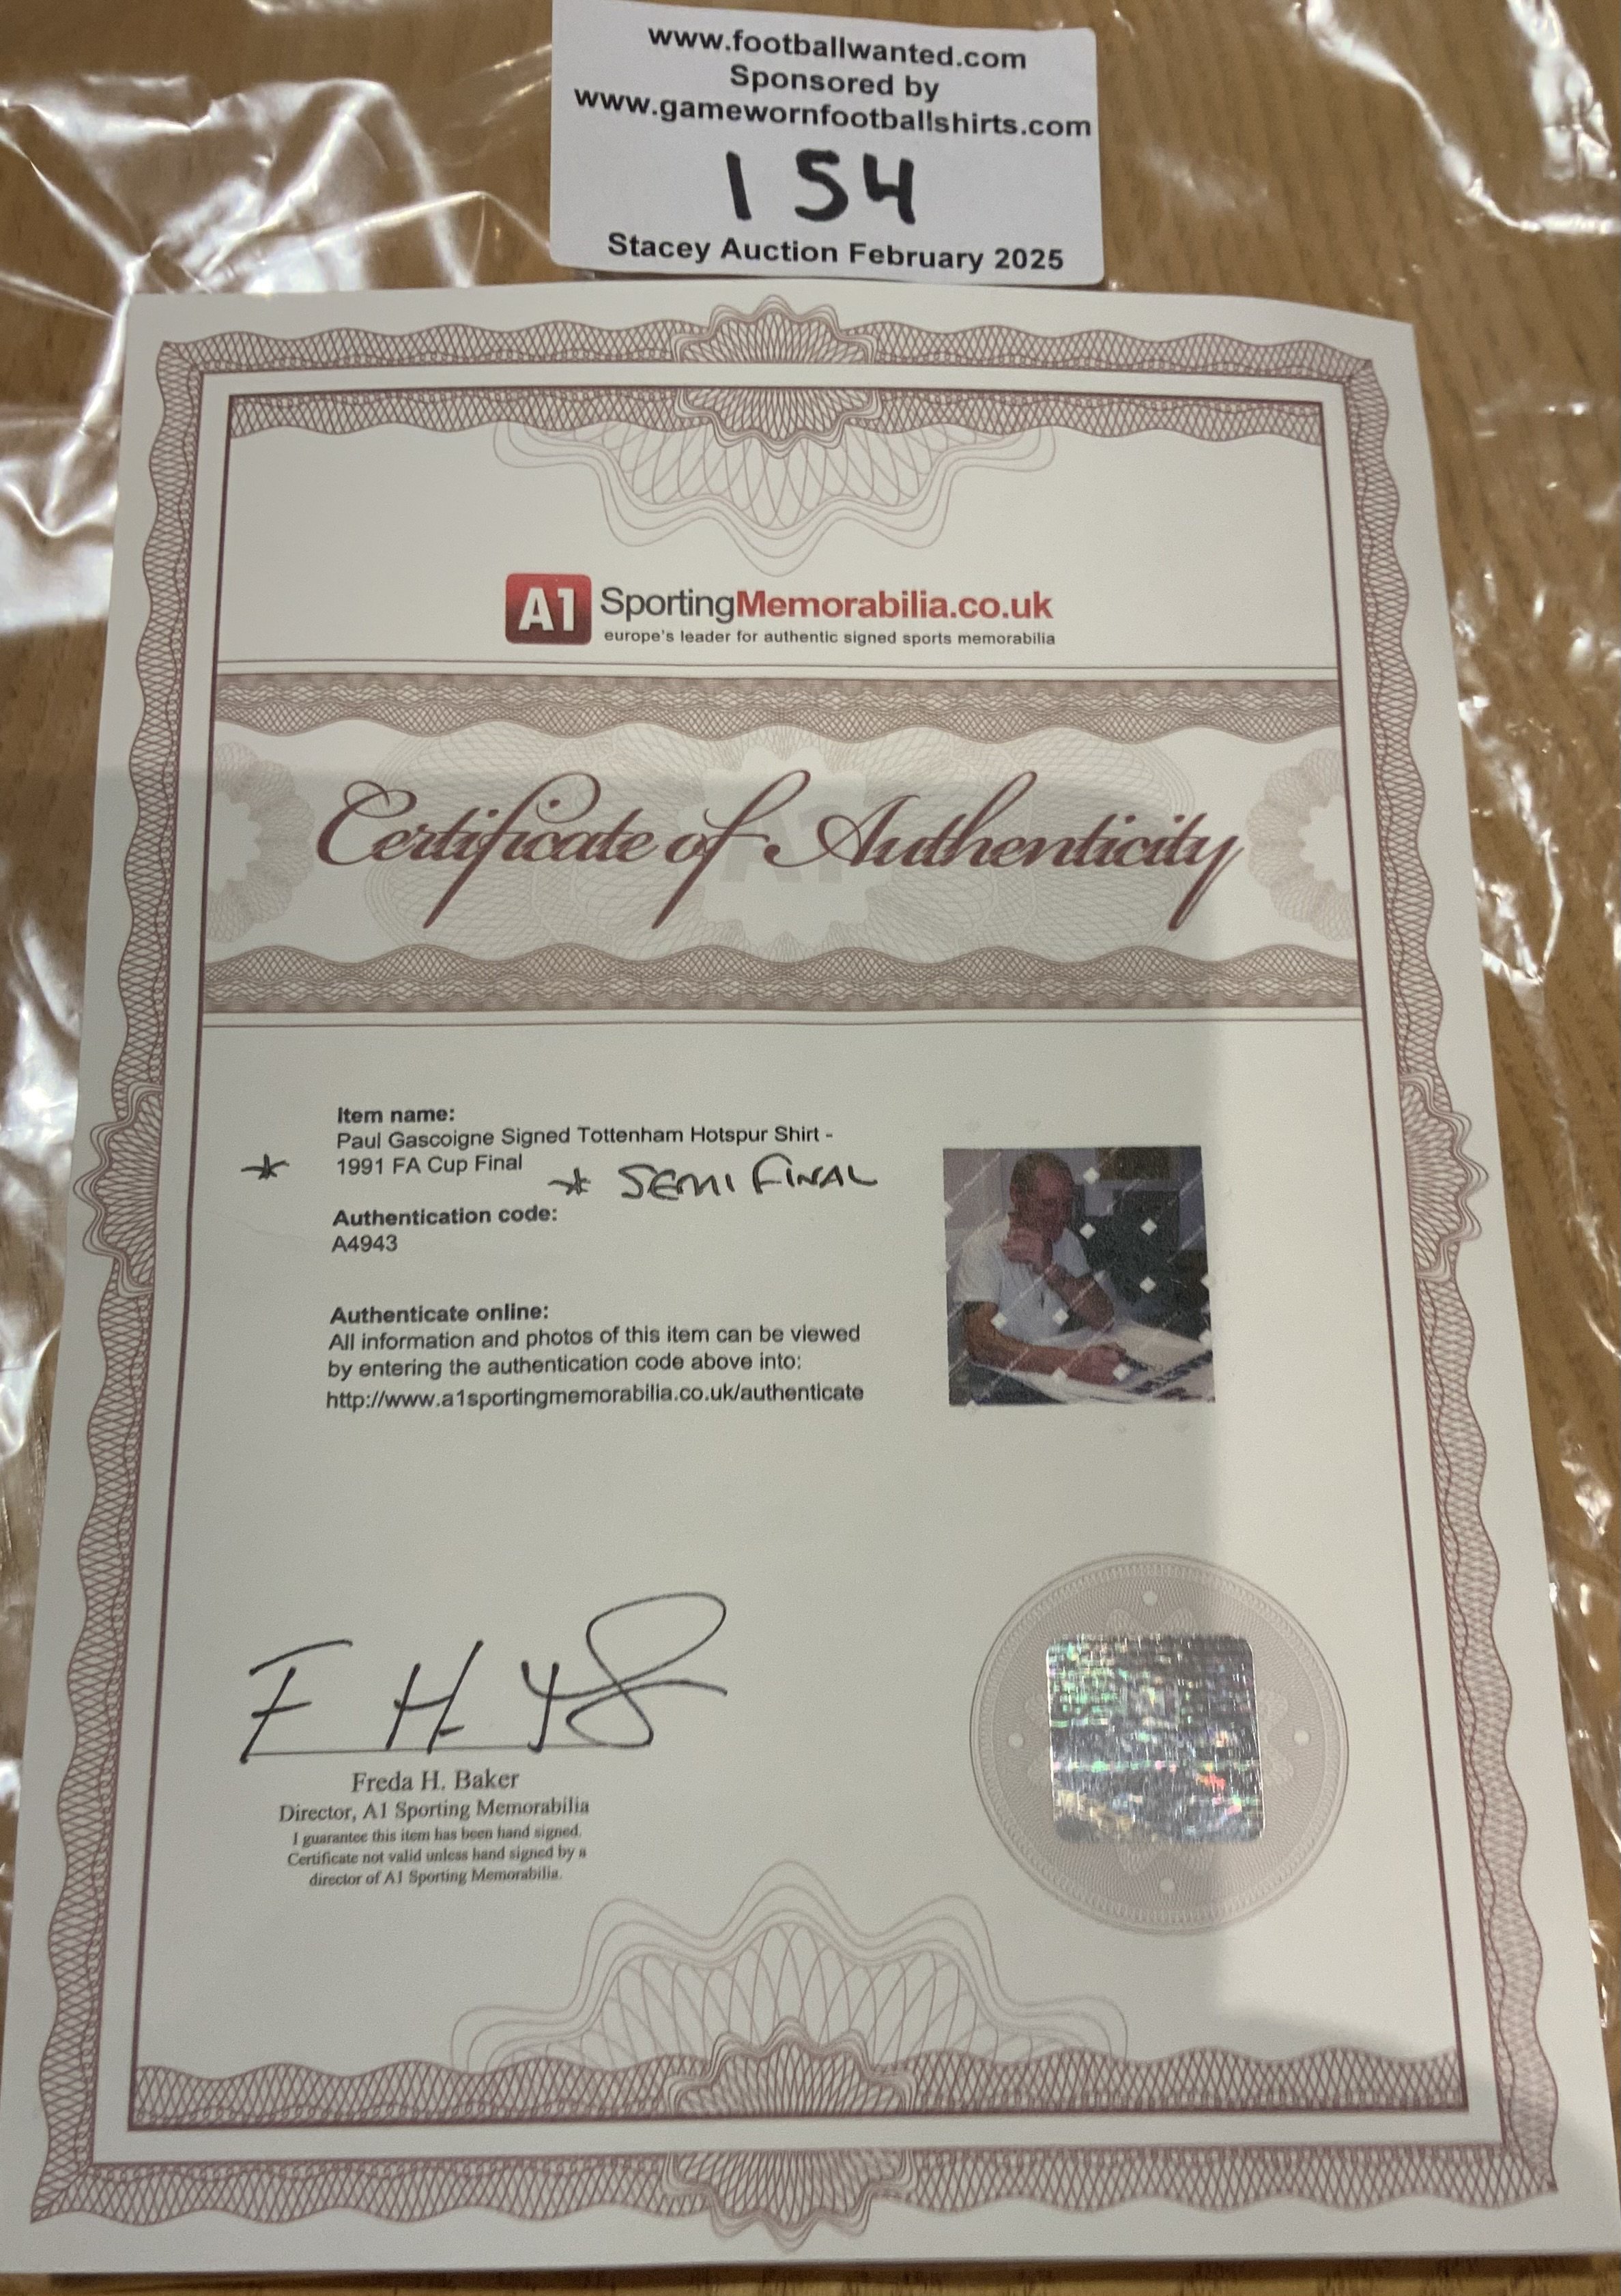 www.footballwanted.com
Sponsored by
www.gamewornfootballshirts.com
154
Stacey Auction February 2025
A1 SportingMemorabilia.co.uk
europe's leader for authentic signed sports memorabilia
Certificate of Authenticity
Item name:
Paul Gascoigne Signed Tottenham Hotspur Shirt -
* 1991 FA Cup Final * SEMI FINAL
Authentication code:
A4943
Authenticate online:
All information and photos of this item can be viewed
by entering the authentication code above into:
http://www.a1sportingmemorabilia.co.uk/authenticate
F H
Freda H. Baker
Director, A1 Sporting Memorabilia
I guarantee this item has been hand signed.
Certificate not valid unless hand signed by a
director of A1 Sporting Memorabilia.